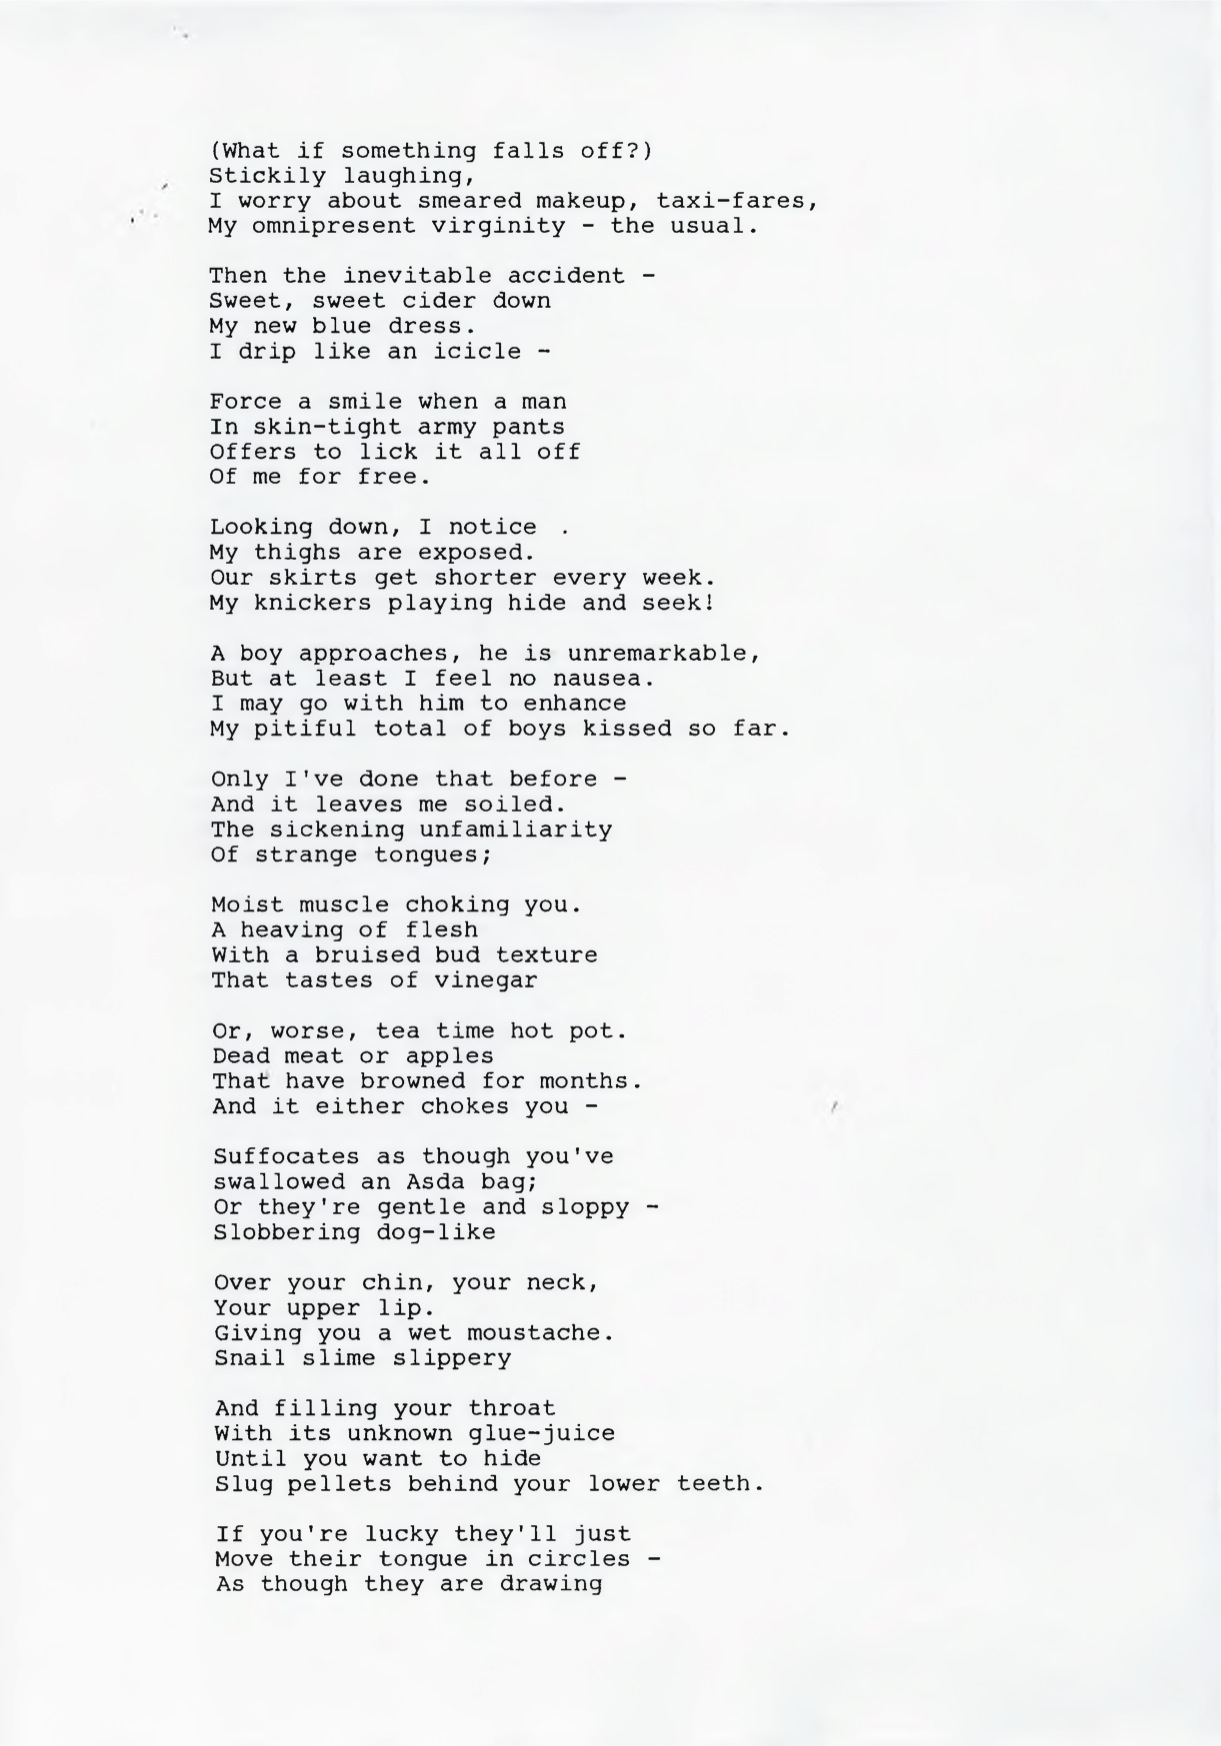 (What if something falls off?)
Stickily laughing,
I worry about smeared makeup, taxi-fares,
My omnipresent virginity - the usual.

Then the inevitable accident -
Sweet, sweet cider down
My new blue dress.
I drip like an icicle -

Force a smile when a man
In skin-tight army pants
Offers to lick it all off
Of me for free.

Looking down, I notice .
My thighs are exposed.
Our skirts get shorter every week.
My knickers playing hide and seek!

A boy approaches, he is unremarkable,
But at least I feel no nausea.
I may go with him to enhance
My pitiful total of boys kissed so far.

Only I've done that before -
And it leaves me soiled.
The sickening unfamiliarity
Of strange tongues;

Moist muscle choking you.
A heaving of flesh
With a bruised bud texture
That tastes of vinegar

Or, worse, tea time hot pot.
Dead meat or apples
That have browned for months.
And it either chokes you -

Suffocates as though you've
swallowed an Asda bag;
Or they're gentle and sloppy -
Slobbering dog-like

Over your chin, your neck,
Your upper lip.
Giving you a wet moustache.
Snail slime slippery

And filling your throat
With its unknown glue-juice
Until you want to hide
Slug pellets behind your lower teeth.

If you're lucky they'll just
Move their tongue in circles -
As though they are drawing